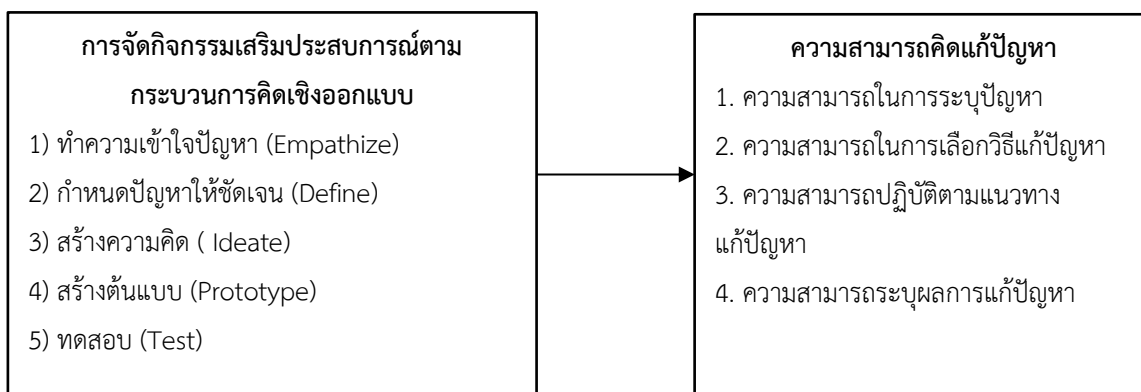 การจัดกิจกรรมเสริมประสบการณ์ตาม
กระบวนการคิดเชิงออกแบบ
1) ทำความเข้าใจปัญหา (Empathize)
2) กำหนดปัญหาให้ชัดเจน (Define)
3) สร้างความคิด ( Ideate)
4) สร้างต้นแบบ (Prototype)
5) ทดสอบ (Test)
ความสามารถคิดแก้ปัญหา
1. ความสามารถในการระบุปัญหา
2. ความสามารถในการเลือกวิธีแก้ปัญหา
3. ความสามารถปฏิบัติตามแนวทาง
แก้ปัญหา
4. ความสามารถระบุผลการแก้ปัญหา